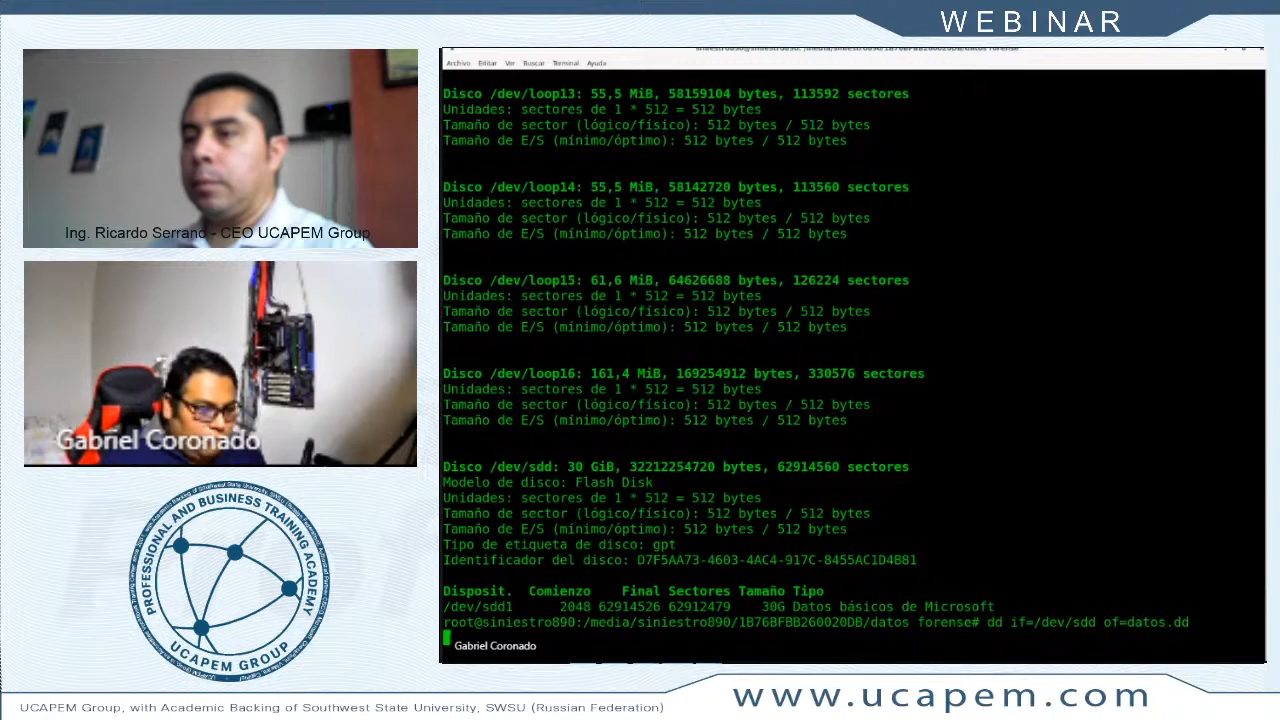 WEBINAR
Archivo Editar Ver Buscar Terminal Ayuda
Disco /dev/loop13: 55,5 MiB, 58159104 bytes, 113592 sectores
Unidades: sectores de 1 * 512 = 512 bytes
Tamaño de sector (lógico/físico): 512 bytes / 512 bytes
Tamaño de E/S (mínimo/óptimo): 512 bytes / 512 bytes
Disco /dev/loop14: 55,5 MiB, 58142720 bytes, 113560 sectores
Unidades: sectores de 1 * 512 = 512 bytes
Tamaño de sector (lógico/físico): 512 bytes / 512 bytes
Tamaño de E/S (mínimo/óptimo): 512 bytes / 512 bytes
Disco /dev/loop15: 61,6 MiB, 64626688 bytes, 126224 sectores
Unidades: sectores de 1 * 512 = 512 bytes
Tamaño de sector (lógico/físico): 512 bytes / 512 bytes
Tamaño de E/S (mínimo/óptimo): 512 bytes / 512 bytes
Disco /dev/loop16: 161,4 MiB, 169254912 bytes, 330576 sectores
Unidades: sectores de 1 * 512 = 512 bytes
Tamaño de sector (lógico/físico): 512 bytes / 512 bytes
Tamaño de E/S (mínimo/óptimo): 512 bytes / 512 bytes
Disco /dev/sdd: 30 GiB, 32212254720 bytes, 62914560 sectores
Modelo de disco: Flash Disk
Unidades: sectores de 1 * 512 = 512 bytes
Tamaño de sector (lógico/físico): 512 bytes / 512 bytes
Tamaño de E/S (mínimo/óptimo): 512 bytes / 512 bytes
Tipo de etiqueta de disco: gpt
Identificador del disco: D7F5AA73-4603-4AC4-917C-8455AC1D4B81
Disposit. Comienzo Final Sectores Tamaño Tipo
/dev/sdd1 2048 62914526 62912479 30G Datos básicos de Microsoft
root@siniestro890:/media/siniestro890/1B76BFBB260020DB/datos forense# dd if=/dev/sdd of=datos.dd
Gabriel Coronado
Ing. Ricardo Serrano - CEO UCAPEM Group
Gabriel Coronado
PROFESSIONAL AND BUSINESS TRAINING ACADEMY
UCAPEM GROUP
www.ucapem.com
UCAPEM Group, with Academic Backing of Southwest State University, SWSU (Russian Federation)